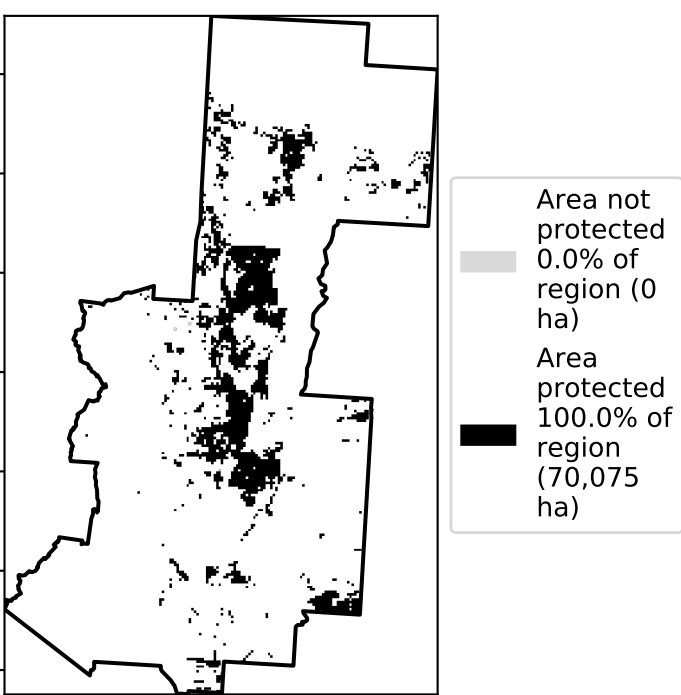 Area not
protected
0.0% of
region (0
ha)
Area
protected
100.0% of
region
(70,075
ha)